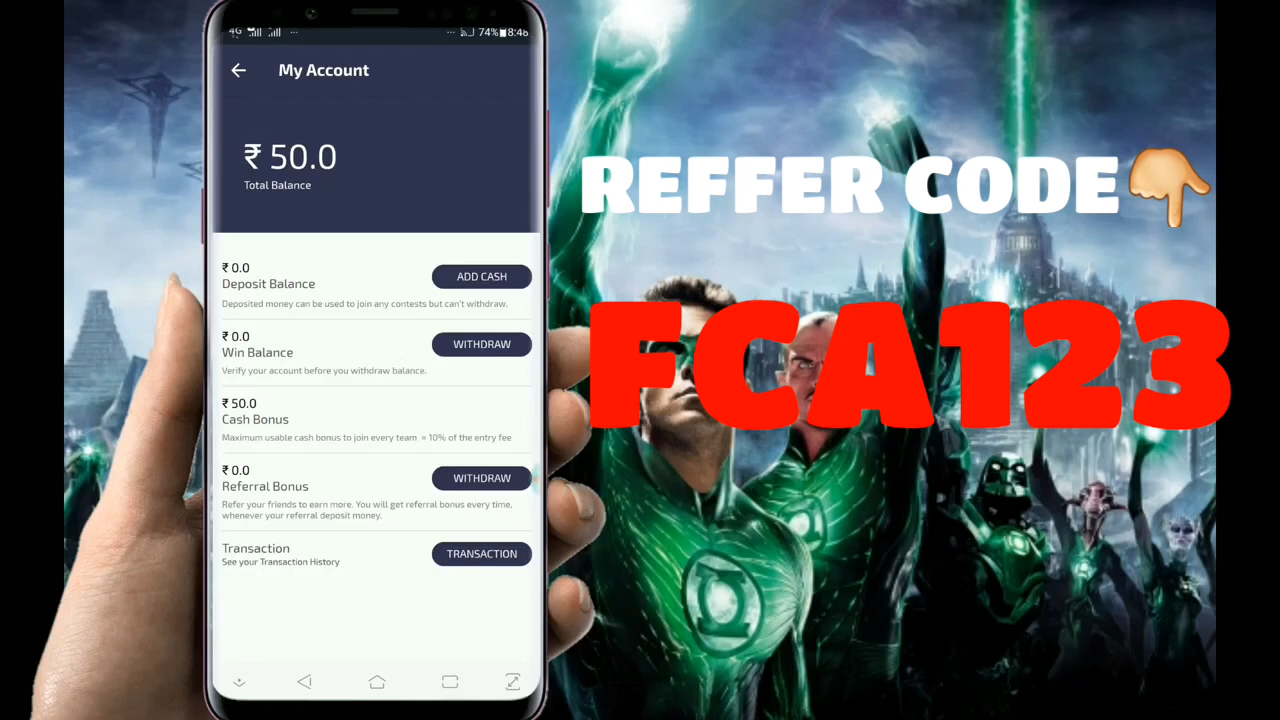 4G ... ... 74% 8:46
My Account
₹ 50.0
Total Balance
₹ 0.0
Deposit Balance
ADD CASH
Deposited money can be used to join any contests but can't withdraw.
₹ 0.0
Win Balance
WITHDRAW
Verify your account before you withdraw balance.
₹ 50.0
Cash Bonus
Maximum usable cash bonus to join every team = 10% of the entry fee
₹ 0.0
Referral Bonus
WITHDRAW
Refer your friends to earn more. You will get referral bonus every time,
whenever your referral deposit money.
Transaction
See your Transaction History
TRANSACTION
REFFER CODE👇
FCA123